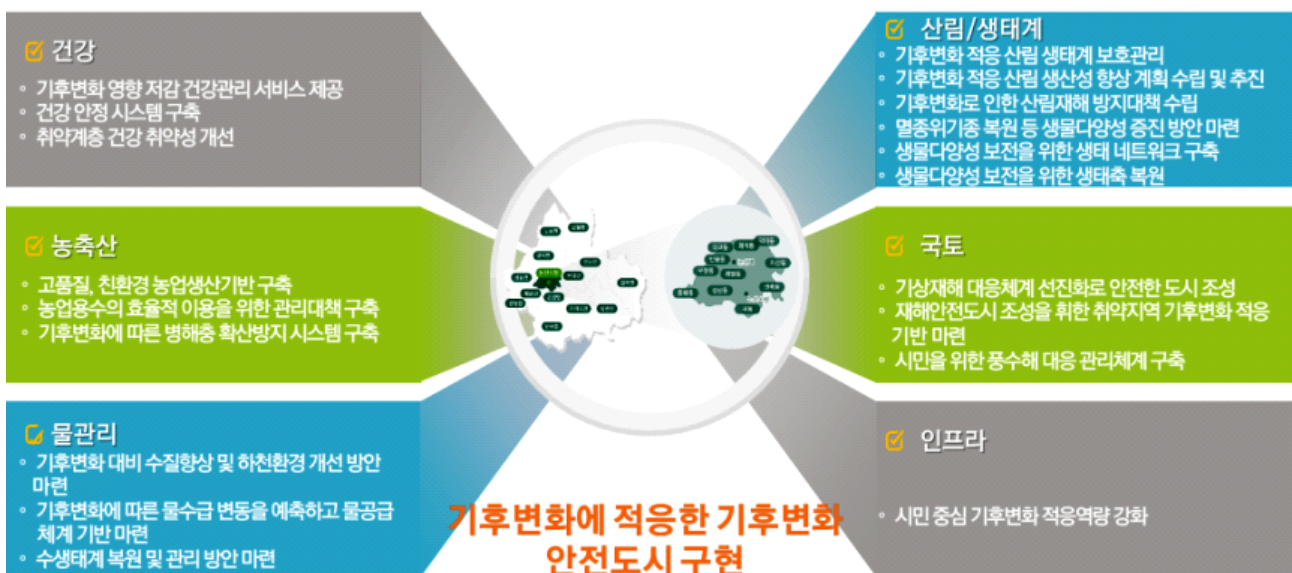 건강
◦ 기후변화 영향 저감 건강관리 서비스 제공
◦ 건강 안정 시스템 구축
◦ 취약계층 건강 취약성 개선
농축산
◦ 고품질, 친환경 농업생산기반 구축
◦ 농업용수의 효율적 이용을 위한 관리대책 구축
◦ 기후변화에 따른 병해충 확산방지 시스템 구축
물관리
◦ 기후변화 대비 수질향상 및 하천환경 개선 방안
마련
◦ 기후변화에 따른 물수급 변동을 예측하고 물공급
체계 기반 마련
◦ 수생태계 복원 및 관리 방안 마련
산림/생태계
◦ 기후변화 적응 산림 생태계 보호관리
◦ 기후변화 적응 산림 생산성 향상 계획 수립 및 추진
◦ 기후변화로 인한 산림재해 방지대책 수립
◦ 멸종위기종 복원 등 생물다양성 증진 방안 마련
◦ 생물다양성 보전을 위한 생태 네트워크 구축
◦ 생물다양성 보전을 위한 생태축 복원
국토
◦ 기상재해 대응체계 선진화로 안전한 도시 조성
◦ 재해안전도시 조성을 휘한 취약지역 기후변화 적응
기반 마련
◦ 시민을 위한 풍수해 대응 관리체계 구축
인프라
◦ 시민 중심 기후변화 적응역량 강화
기후변화에 적응한 기후변화
안전도시 구현